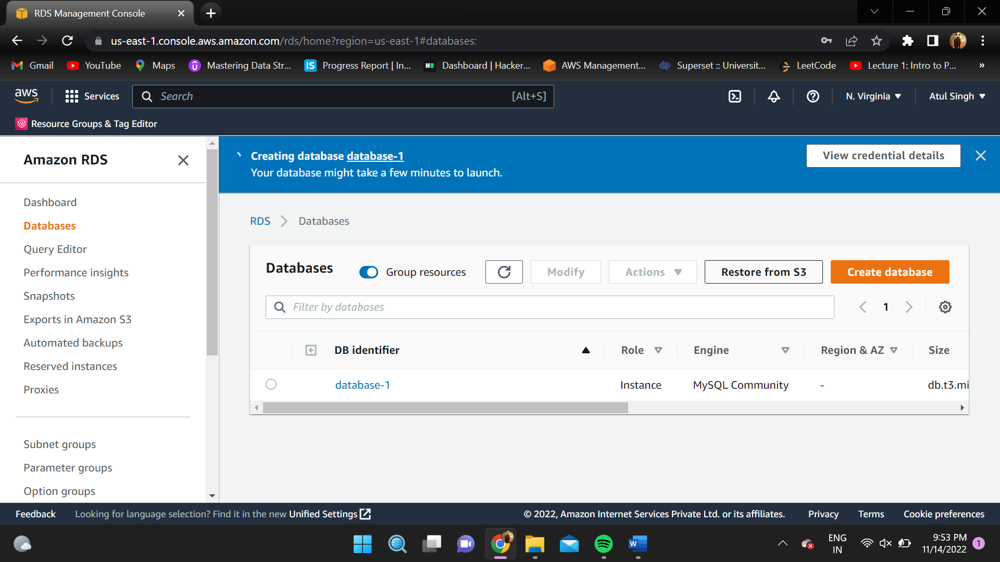 RDS Management Console
us-east-1.console.aws.amazon.com/rds/home?region=us-east-1#databases:
Gmail YouTube Maps Mastering Data Str... Progress Report | In... Dashboard | Hacker... AWS Management... Superset :: Universit... LeetCode Lecture 1: Intro to P... »
aws Services Search [Alt+S] N. Virginia Atul Singh
Resource Groups & Tag Editor
Amazon RDS
Dashboard
Databases
Query Editor
Performance insights
Snapshots
Exports in Amazon S3
Automated backups
Reserved instances
Proxies
Subnet groups
Parameter groups
Option groups
Creating database database-1
Your database might take a few minutes to launch.
View credential details
RDS Databases
Databases Group resources Modify Actions Restore from S3 Create database
Filter by databases 1
DB identifier Role Engine Region & AZ Size
database-1 Instance MySQL Community - db.t3.mi
Feedback Looking for language selection? Find it in the new Unified Settings © 2022, Amazon Internet Services Private Ltd. or its affiliates. Privacy Terms Cookie preferences
ENG
IN
9:53 PM
11/14/2022
1